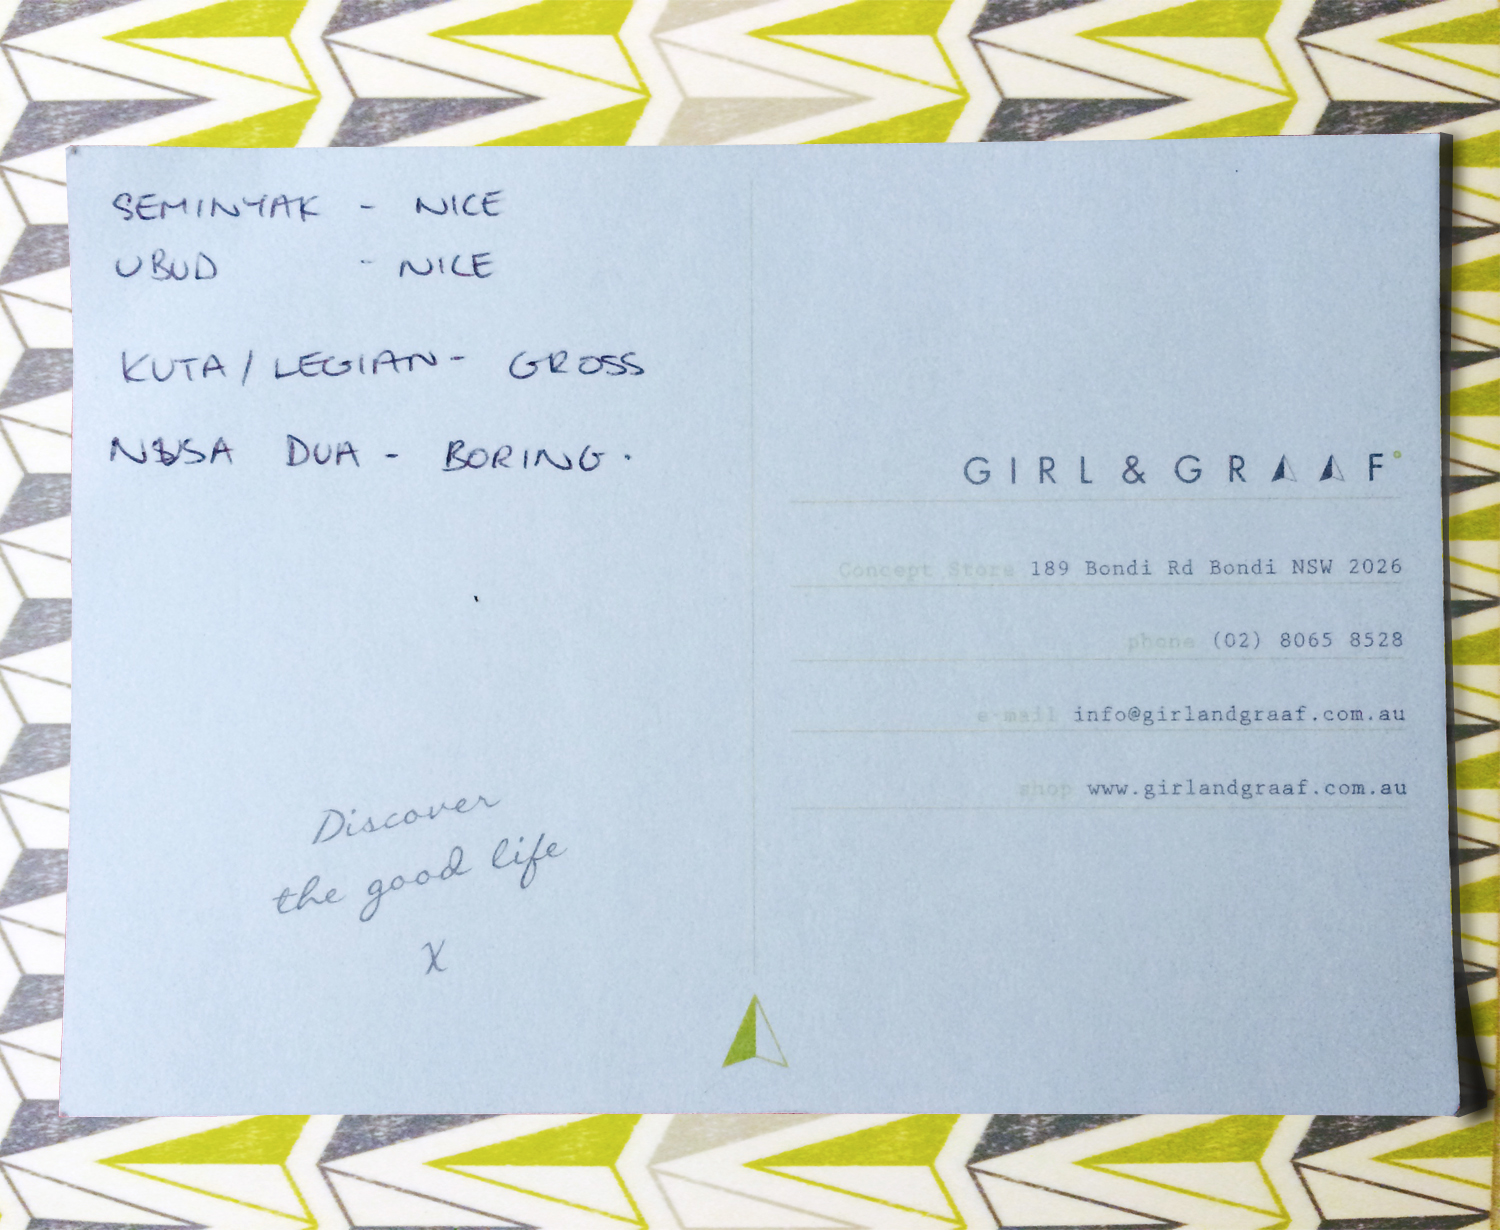 SEMINYAK - NICE
UBUD - NICE
KUTA/LEGIAN- GROSS
NUSA DUA - BORING.
Discover
the good life
X
GIRL & GRAAF°
Concept Store 189 Bondi Rd Bondi NSW 2026
phone (02) 8065 8528
e-mail info@girlandgraaf.com.au
shop www.girlandgraaf.com.au